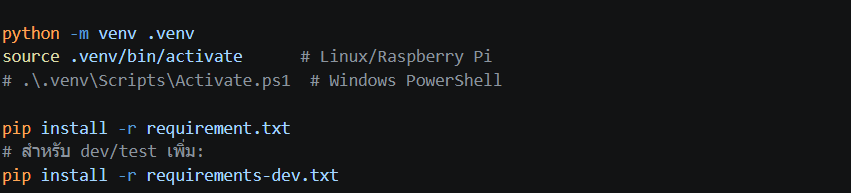 python -m venv .venv
source .venv/bin/activate      # Linux/Raspberry Pi
# .\.venv\Scripts\Activate.ps1  # Windows PowerShell
pip install -r requirement.txt
# สำหรับ dev/test เพิ่ม:
pip install -r requirements-dev.txt